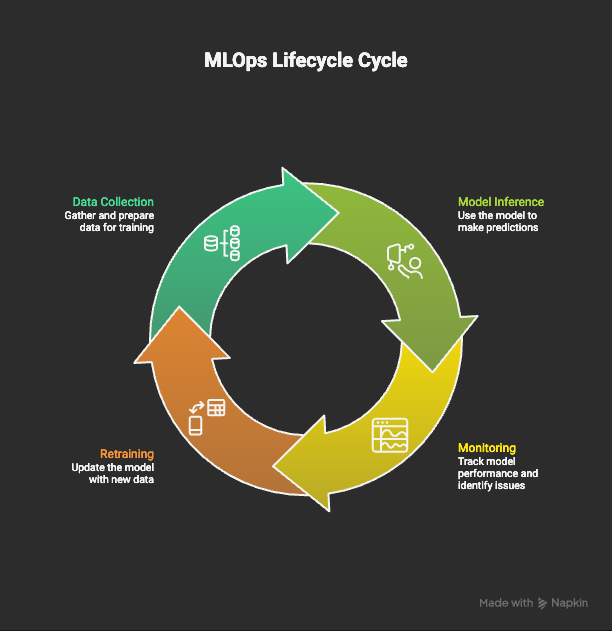 MLOps Lifecycle Cycle
Data Collection
Gather and prepare
data for training
Model Inference
Use the model to
make predictions
Retraining
Update the model
with new data
Monitoring
Track model
performance and
identify issues
Made with Napkin